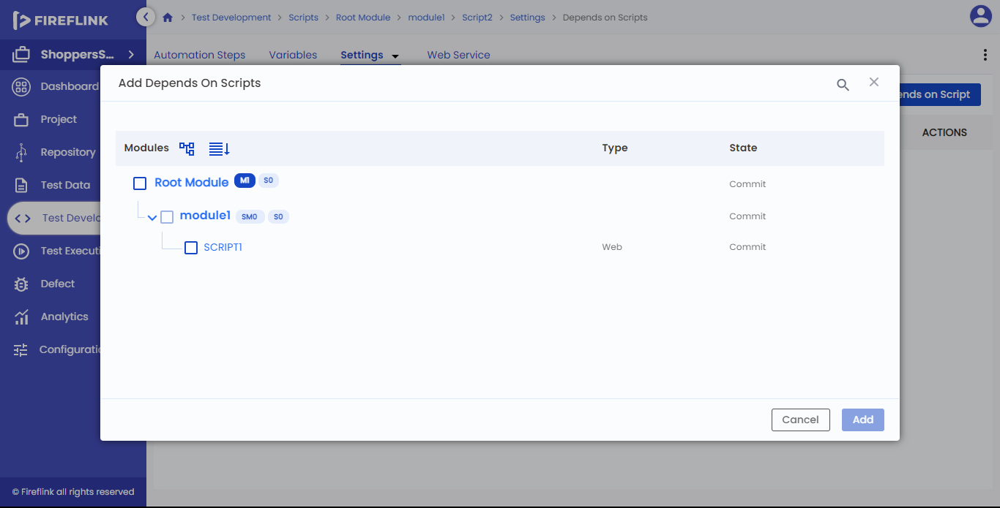 FIREFLINK
Test Development
Scripts
Root Module
module1
Script2
Settings
Depends on Scripts
ShoppersS...
Automation Steps
Variables
Settings
Web Service
Dashboard
Project
Repository
Test Data
Test Develo
Test Executi
Defect
Analytics
Configuratio
© Fireflink all rights reserved
ends on Script
ACTIONS
Add Depends On Scripts
Modules
Type
State
Root Module M1 S0
Commit
module1 SM0 S0
Commit
SCRIPT1
Web
Commit
Cancel
Add